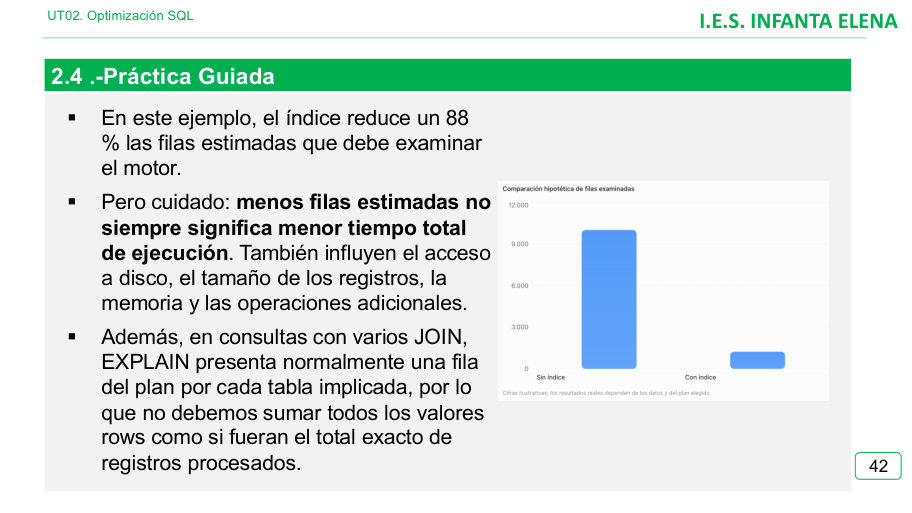 UT02. Optimización SQL
I.E.S. INFANTA ELENA
2.4 .-Práctica Guiada
▪ En este ejemplo, el índice reduce un 88
% las filas estimadas que debe examinar
el motor.
▪ Pero cuidado: menos filas estimadas no
siempre significa menor tiempo total
de ejecución. También influyen el acceso
a disco, el tamaño de los registros, la
memoria y las operaciones adicionales.
▪ Además, en consultas con varios JOIN,
EXPLAIN presenta normalmente una fila
del plan por cada tabla implicada, por lo
que no debemos sumar todos los valores
rows como si fueran el total exacto de
registros procesados.
Comparación hipotética de filas examinadas
12.000
9.000
6.000
3.000
0
Sin índice
Con índice
Cifras ilustrativas; los resultados reales dependen de los datos y del plan elegido.
42